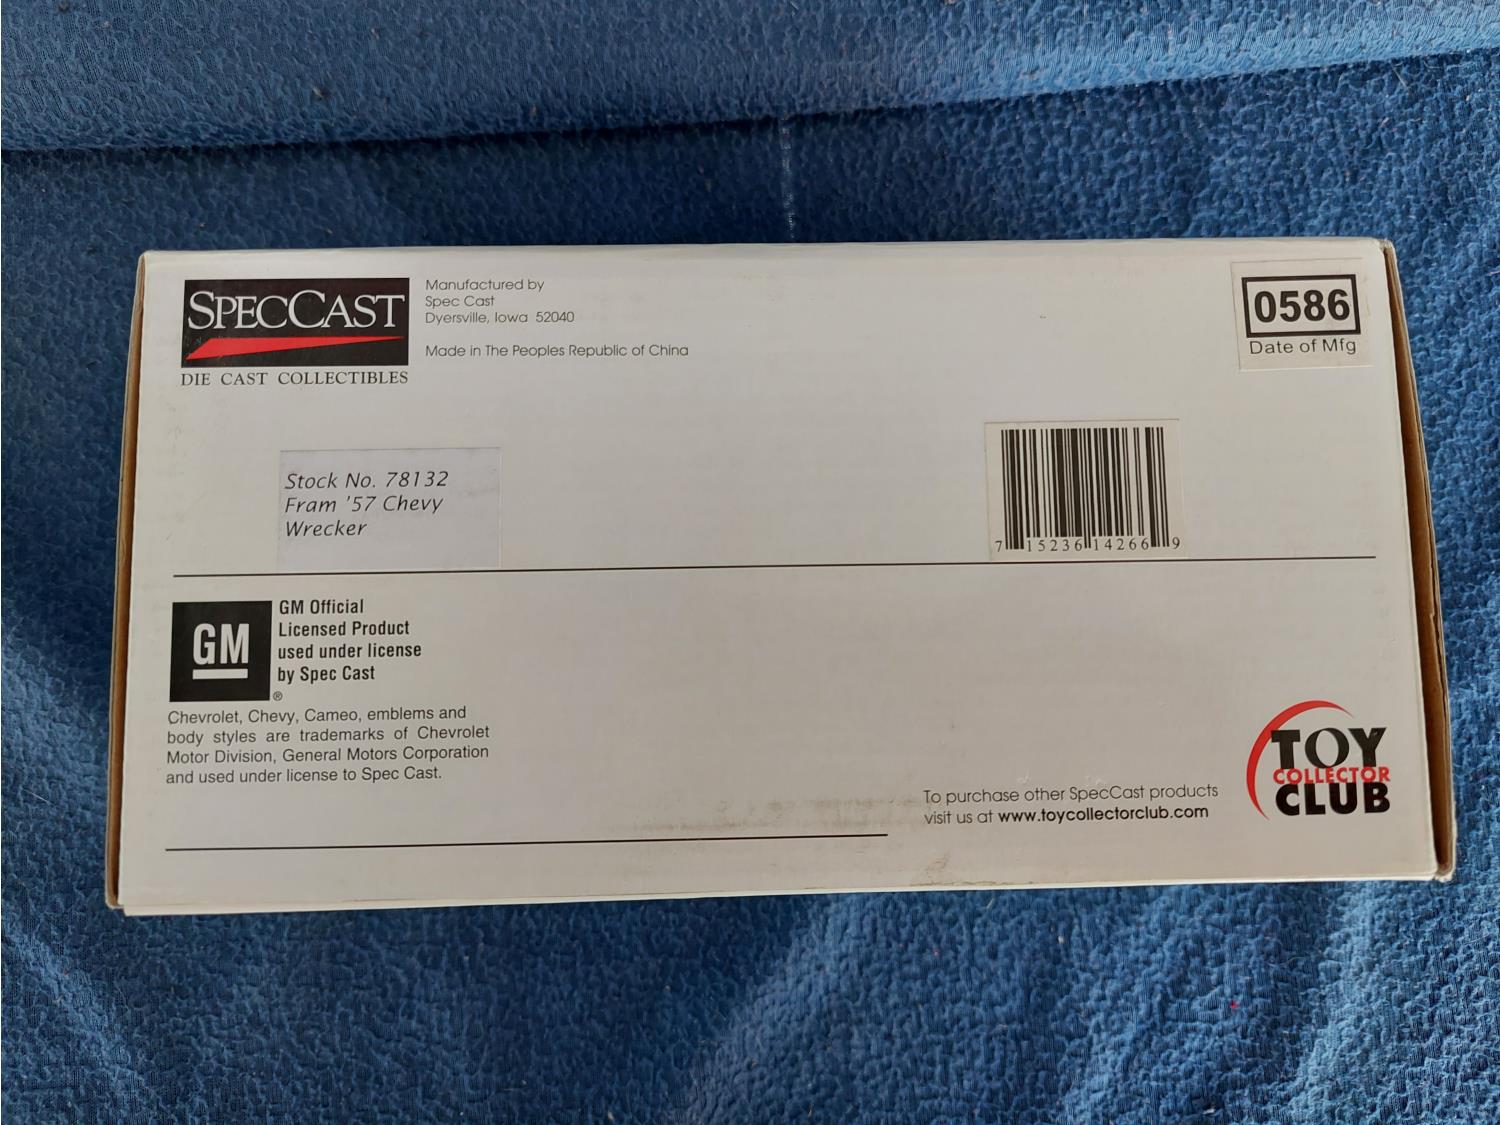 SPECCAST
DIE CAST COLLECTIBLES
Manufactured by
Spec Cast
Dyersville, Iowa 52040
Made in The Peoples Republic of China
0586
Date of Mfg
Stock No. 78132
Fram '57 Chevy
Wrecker
7 15236 14266 9
GM
®
GM Official
Licensed Product
used under license
by Spec Cast
Chevrolet, Chevy, Cameo, emblems and
body styles are trademarks of Chevrolet
Motor Division, General Motors Corporation
and used under license to Spec Cast.
To purchase other SpecCast products
visit us at www.toycollectorclub.com
TOY
COLLECTOR
CLUB